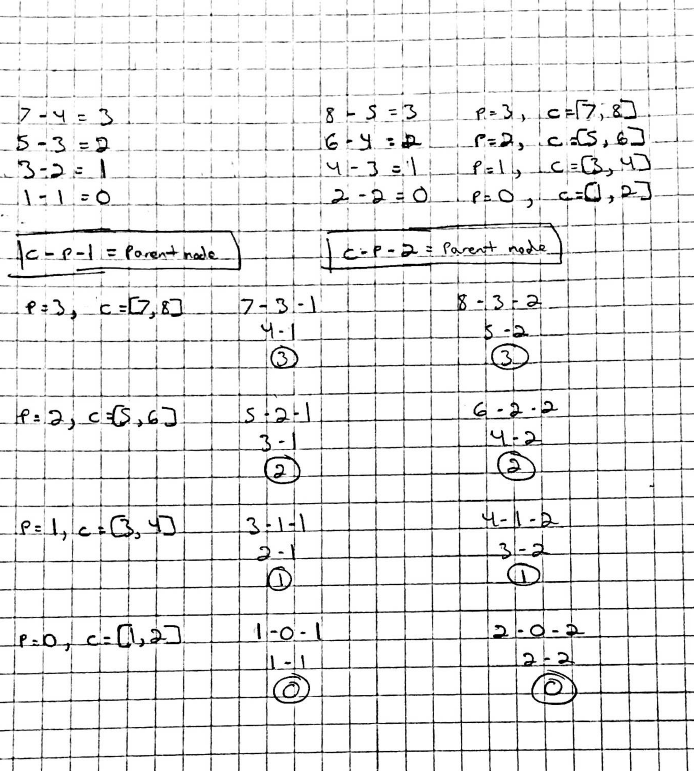 7 - 4 = 3 8 - 5 = 3 P = 3, C = [7, 8]
5 - 3 = 2 6 - 4 = 2 P = 2, C = [5, 6]
3 - 2 = 1 4 - 3 = 1 P = 1, C = [3, 4]
1 - 1 = 0 2 - 2 = 0 P = 0, C = [1, 2]
C - P - 1 = Parent node C - P - 2 = Parent node
P = 3, C = [7, 8] 7 - 3 - 1 8 - 3 - 2
4 - 1 5 - 2
3 3
P = 2, C = [5, 6] 5 - 2 - 1 6 - 2 - 2
3 - 1 4 - 2
2 2
P = 1, C = [3, 4] 3 - 1 - 1 4 - 1 - 2
2 - 1 3 - 2
1 1
P = 0, C = [1, 2] 1 - 0 - 1 2 - 0 - 2
1 - 1 2 - 2
0 0